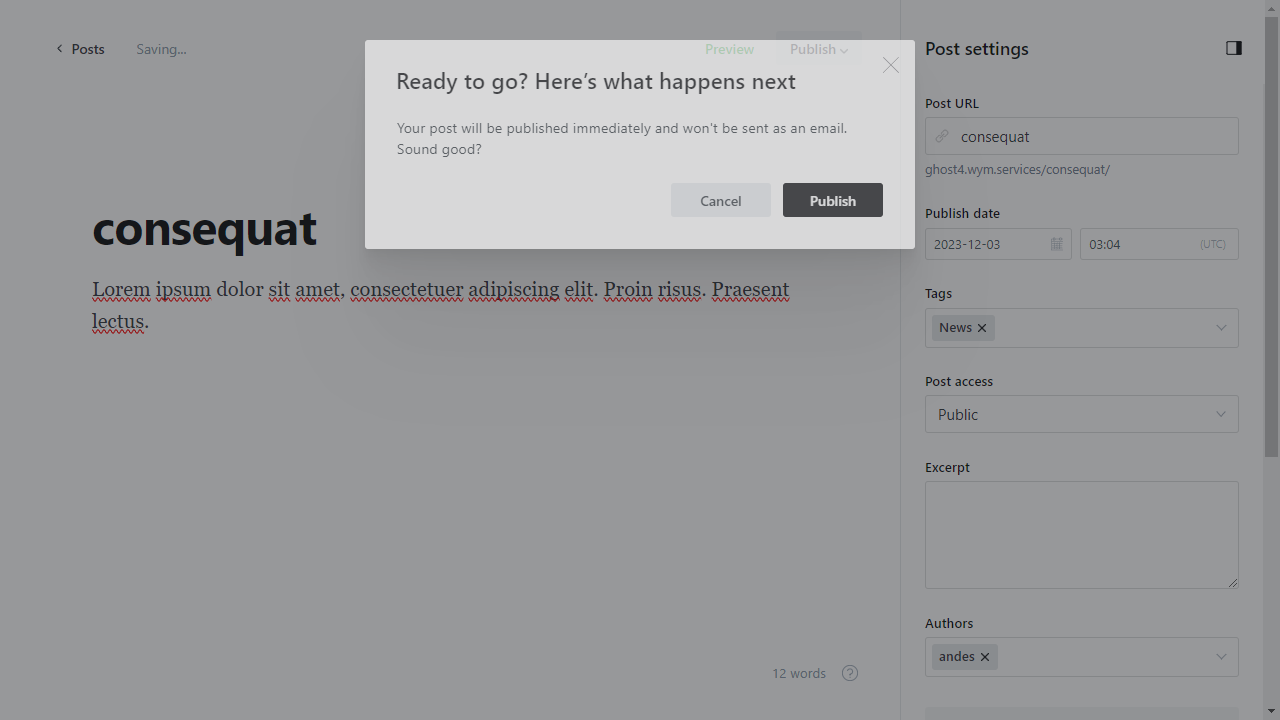 Posts
Saving...
Preview
Publish
Ready to go? Here's what happens next
Your post will be published immediately and won't be sent as an email.
Sound good?
Cancel
Publish
consequat
Lorem ipsum dolor sit amet, consectetuer adipiscing elit. Proin risus. Praesent
lectus.
12 words
?
Post settings
Post URL
consequat
ghost4.wym.services/consequat/
Publish date
2023-12-03
03:04
(UTC)
Tags
News
Post access
Public
Excerpt
Authors
andes